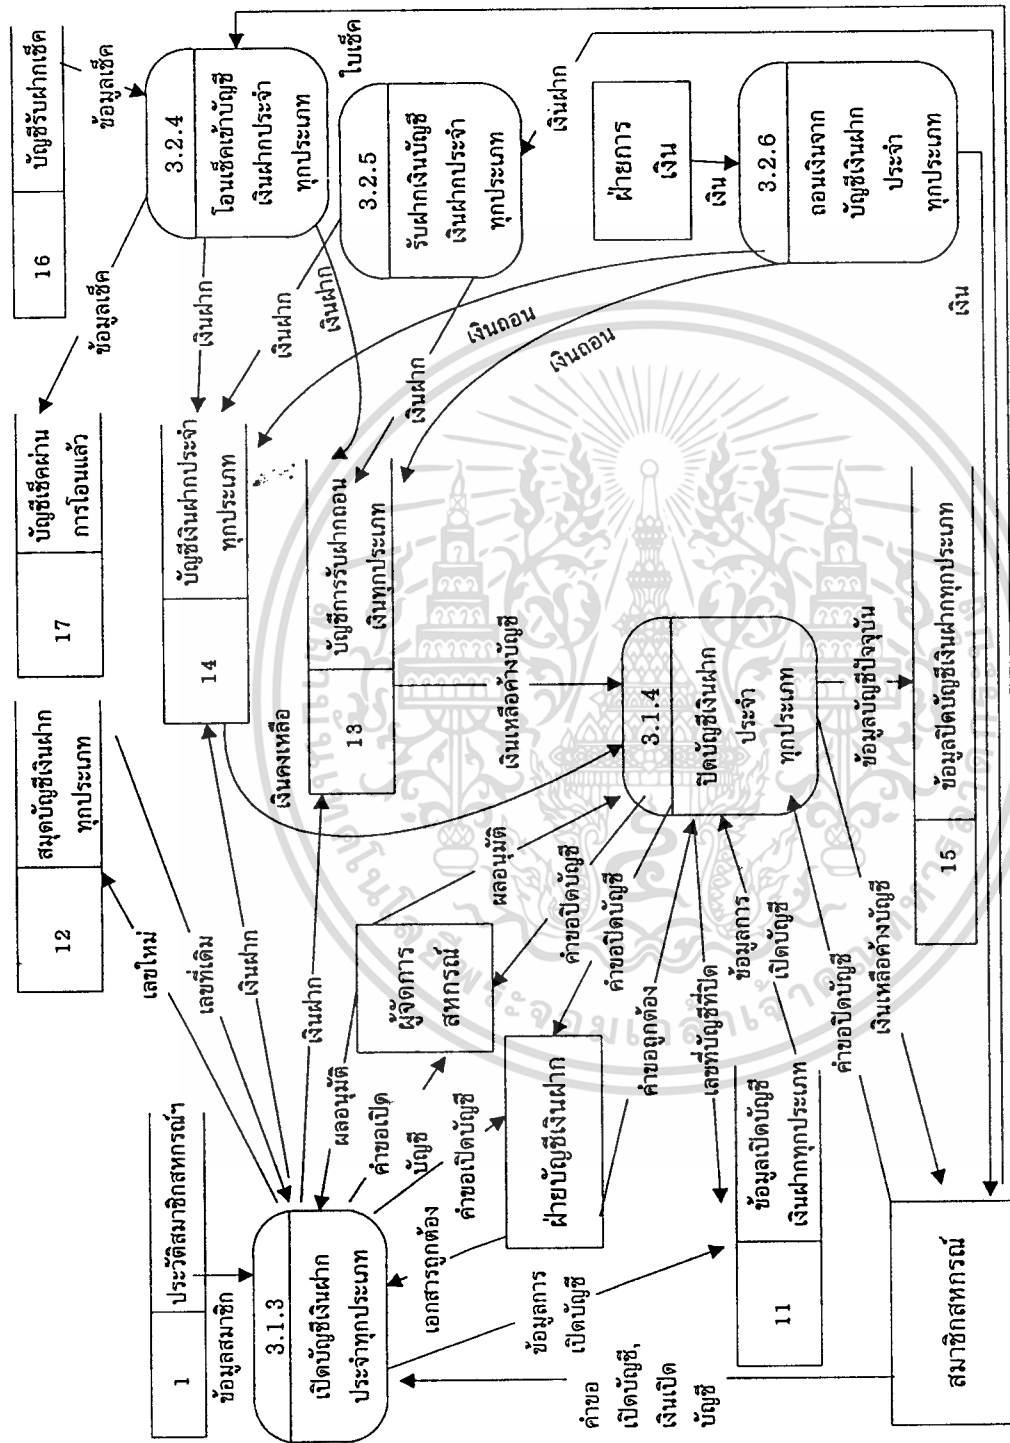 1
ประวัติสมาชิกสหกรณ์ฯ
ข้อมูลสมาชิก
3.1.3
เปิดบัญชีเงินฝาก
ประจำทุกประเภท
คำขอ
เปิดบัญชี,
เงินเปิด
บัญชี
12
สมุดบัญชีเงินฝาก
ทุกประเภท
เลขใหม่
เลขที่เดิม
เงินฝาก
เงินฝาก
ผลอนุมัติ
คำขอเปิด
บัญชี
คำขอเปิดบัญชี
เอกสารถูกต้อง
ข้อมูลการ
เปิดบัญชี
11
ข้อมูลเปิดบัญชี
เงินฝากทุกประเภท
สมาชิกสหกรณ์
ผู้จัดการ
สหกรณ์
ฝ่ายบัญชีเงินฝาก
ผลอนุมัติ
คำขอปิดบัญชี
คำขอปิดบัญชี
คำขอถูกต้อง
เลขที่บัญชีที่ปิด
ข้อมูลการ
เปิดบัญชี
คำขอปิดบัญชี
เงินเหลือค้างบัญชี
17
บัญชีเช็คผ่าน
การโอนแล้ว
14
บัญชีเงินฝากประจำ
ทุกประเภท
เงินคงเหลือ
13
บัญชีการรับฝากถอน
เงินทุกประเภท
เงินเหลือค้างบัญชี
3.1.4
ปิดบัญชีเงินฝาก
ประจำ
ทุกประเภท
ข้อมูลบัญชีปัจจุบัน
15
ข้อมูลปิดบัญชีเงินฝากทุกประเภท
16
บัญชีรับฝากเช็ค
ข้อมูลเช็ค
ข้อมูลเช็ค
3.2.4
โอนเช็คเข้าบัญชี
เงินฝากประจำ
ทุกประเภท
ใบเช็ค
เงินฝาก
เงินฝาก
เงินฝาก
3.2.5
รับฝากเงินบัญชี
เงินฝากประจำ
ทุกประเภท
เงินฝาก
เงินฝาก
เงินถอน
เงินถอน
ฝ่ายการ
เงิน
เงิน
3.2.6
ถอนเงินจาก
บัญชีเงินฝาก
ประจำ
ทุกประเภท
เงิน